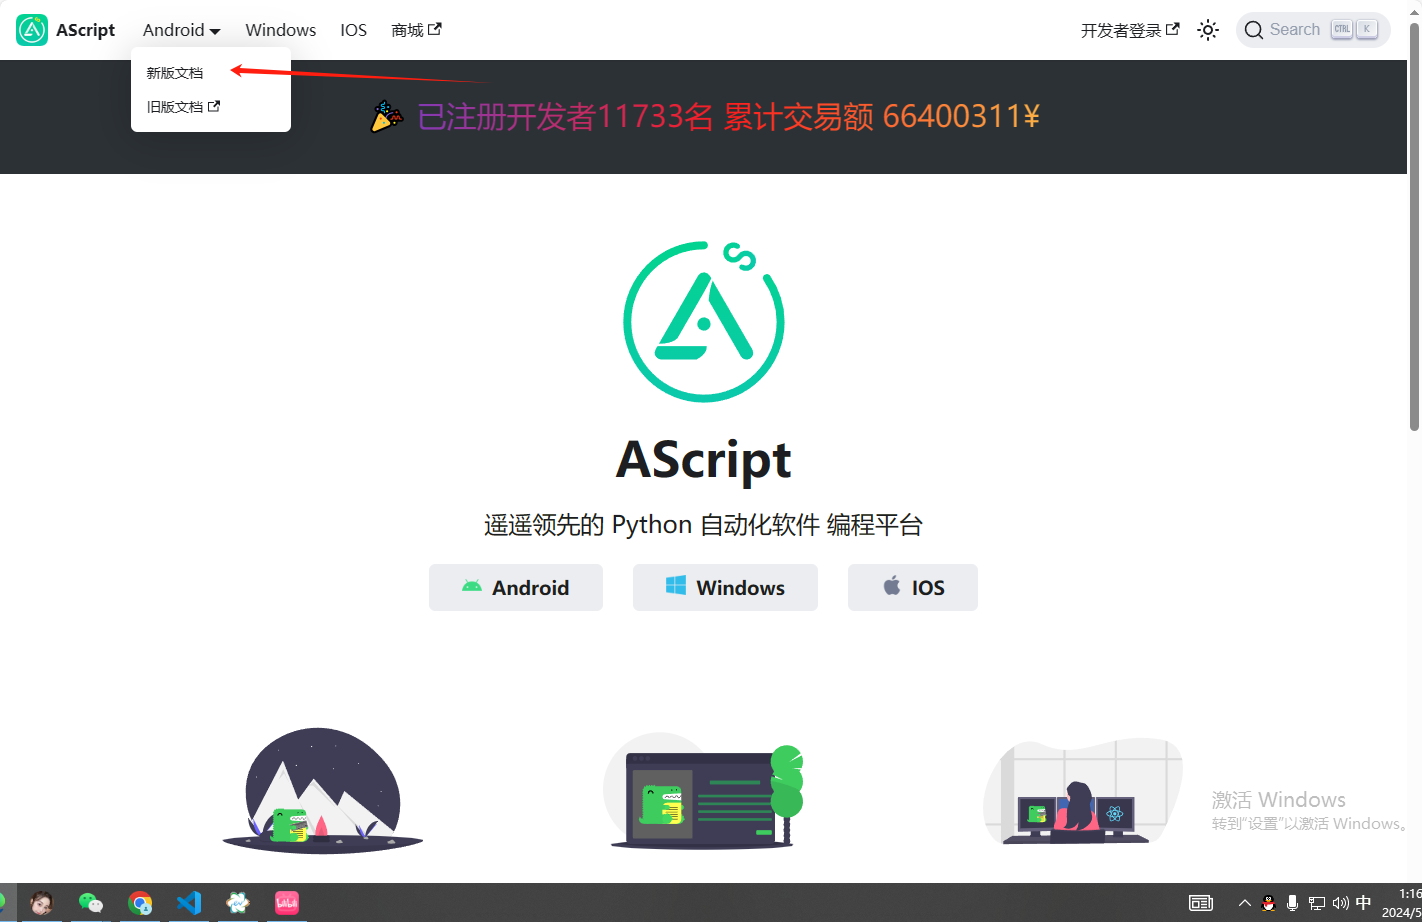 AScript Android Windows IOS 商城 开发者登录 Search CTRL K
新版文档
旧版文档
已注册开发者11733名 累计交易额 66400311¥
AScript
遥遥领先的 Python 自动化软件 编程平台
Android Windows IOS
激活 Windows
转到"设置"以激活 Windows。
bilibili
中
1:16
2024/5